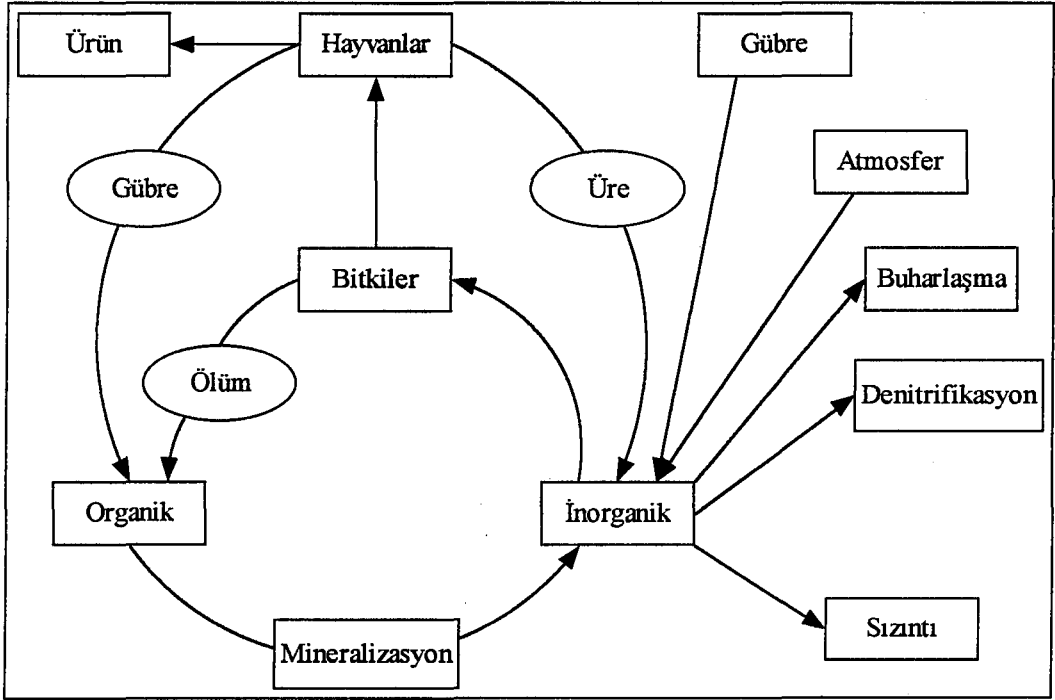 Ürün
Hayvanlar
Gübre
Atmosfer
Gübre
Üre
Bitkiler
Buharlaşma
Ölüm
Denitrifikasyon
Organik
İnorganik
Sızıntı
Mineralizasyon